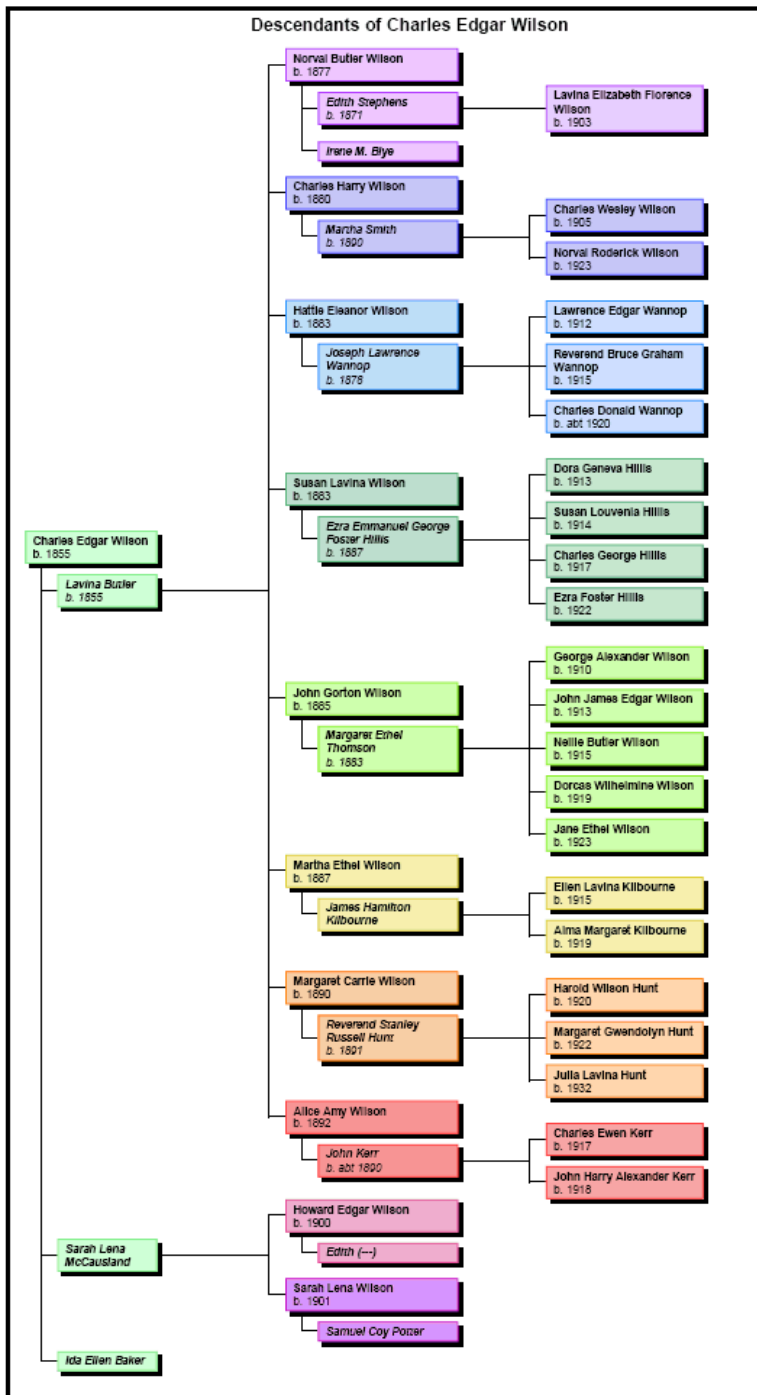 Descendants of Charles Edgar Wilson
Charles Edgar Wilson
b. 1855
Lavina Butler
b. 1855
Norval Butler Wilson
b. 1877
Edith Stephens
b. 1871
Lavina Elizabeth Florence
Wilson
b. 1903
Irene M. Blye
Charles Harry Wilson
b. 1880
Martha Smith
b. 1890
Charles Wesley Wilson
b. 1905
Norval Roderick Wilson
b. 1923
Hattie Eleanor Wilson
b. 1883
Joseph Lawrence
Wannop
b. 1878
Lawrence Edgar Wannop
b. 1912
Reverend Bruce Graham
Wannop
b. 1915
Charles Donald Wannop
b. abt 1920
Susan Lavina Wilson
b. 1883
Ezra Emmanuel George
Foster Hillis
b. 1887
Dora Geneva Hillis
b. 1913
Susan Louvenia Hillis
b. 1914
Charles George Hillis
b. 1917
Ezra Foster Hillis
b. 1922
John Gorton Wilson
b. 1885
Margaret Ethel
Thomson
b. 1883
George Alexander Wilson
b. 1910
John James Edgar Wilson
b. 1913
Nellie Butler Wilson
b. 1915
Dorcas Wilhelmine Wilson
b. 1919
Jane Ethel Wilson
b. 1923
Martha Ethel Wilson
b. 1887
James Hamilton
Kilbourne
Ellen Lavina Kilbourne
b. 1915
Alma Margaret Kilbourne
b. 1919
Margaret Carrie Wilson
b. 1890
Reverend Stanley
Russell Hunt
b. 1891
Harold Wilson Hunt
b. 1920
Margaret Gwendolyn Hunt
b. 1922
Julia Lavina Hunt
b. 1932
Alice Amy Wilson
b. 1892
John Kerr
b. abt 1890
Charles Ewen Kerr
b. 1917
John Harry Alexander Kerr
b. 1918
Sarah Lena
McCausland
Howard Edgar Wilson
b. 1900
Edith (---)
Sarah Lena Wilson
b. 1901
Samuel Coy Potter
Ida Ellen Baker